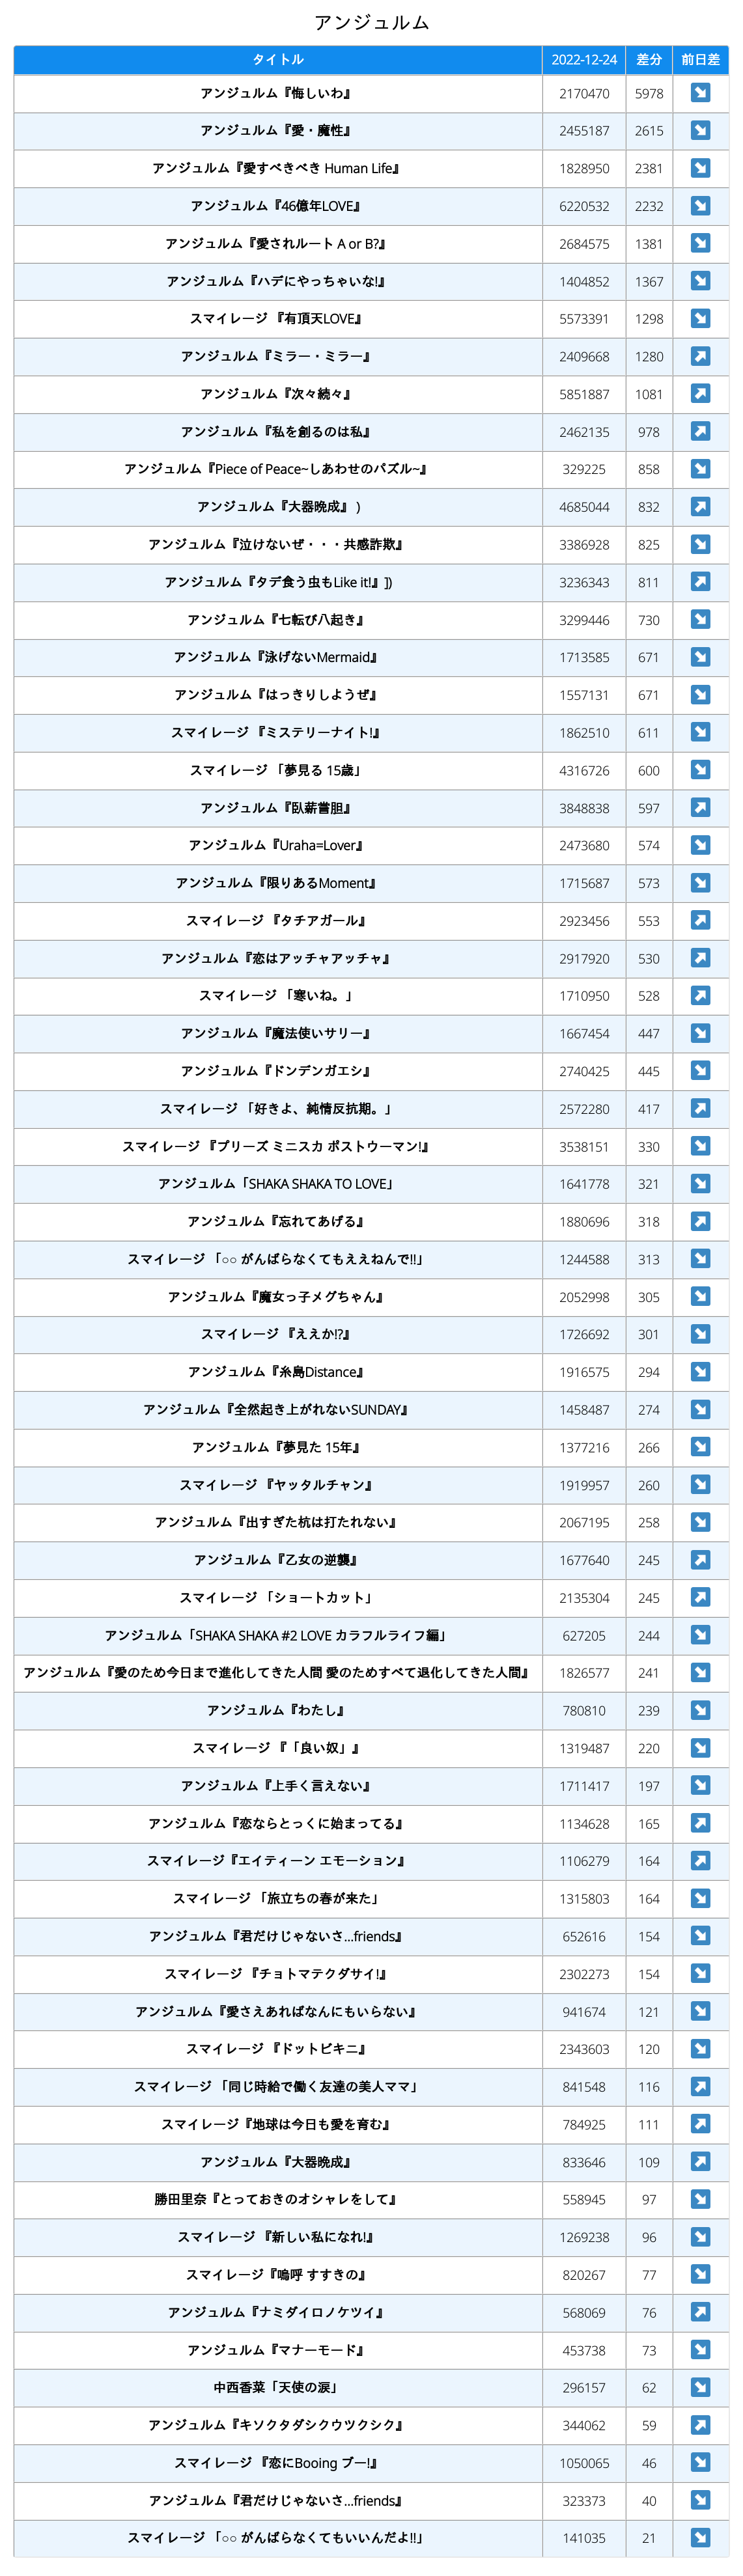 アンジュルム
タイトル 2022-12-24 差分 前日差
アンジュルム『悔しいわ』 2170470 5978 ↘
アンジュルム『愛・魔性』 2455187 2615 ↘
アンジュルム『愛すべきべき Human Life』 1828950 2381 ↘
アンジュルム『46億年LOVE』 6220532 2232 ↘
アンジュルム『愛されルート A or B?』 2684575 1381 ↘
アンジュルム『ハデにやっちゃいな!』 1404852 1367 ↘
スマイレージ 『有頂天LOVE』 5573391 1298 ↘
アンジュルム『ミラー・ミラー』 2409668 1280 ↗
アンジュルム『次々続々』 5851887 1081 ↗
アンジュルム『私を創るのは私』 2462135 978 ↗
アンジュルム『Piece of Peace~しあわせのパズル~』 329225 858 ↘
アンジュルム『大器晩成』 ) 4685044 832 ↗
アンジュルム『泣けないぜ・・・共感詐欺』 3386928 825 ↘
アンジュルム『タデ食う虫もLike it!』]) 3236343 811 ↗
アンジュルム『七転び八起き』 3299446 730 ↘
アンジュルム『泳げないMermaid』 1713585 671 ↘
アンジュルム『はっきりしようぜ』 1557131 671 ↘
スマイレージ 『ミステリーナイト!』 1862510 611 ↘
スマイレージ 「夢見る 15歳」 4316726 600 ↘
アンジュルム『臥薪嘗胆』 3848838 597 ↗
アンジュルム『Uraha=Lover』 2473680 574 ↘
アンジュルム『限りあるMoment』 1715687 573 ↘
スマイレージ 『タチアガール』 2923456 553 ↗
アンジュルム『恋はアッチャアッチャ』 2917920 530 ↗
スマイレージ 「寒いね。」 1710950 528 ↗
アンジュルム『魔法使いサリー』 1667454 447 ↘
アンジュルム『ドンデンガエシ』 2740425 445 ↘
スマイレージ 「好きよ、純情反抗期。」 2572280 417 ↗
スマイレージ 『プリーズ ミニスカ ポストウーマン!』 3538151 330 ↘
アンジュルム「SHAKA SHAKA TO LOVE」 1641778 321 ↘
アンジュルム『忘れてあげる』 1880696 318 ↗
スマイレージ 「○○ がんばらなくてもええねんで!!」 1244588 313 ↘
アンジュルム『魔女っ子メグちゃん』 2052998 305 ↘
スマイレージ 『ええか!?』 1726692 301 ↘
アンジュルム『糸島Distance』 1916575 294 ↘
アンジュルム『全然起き上がれないSUNDAY』 1458487 274 ↘
アンジュルム『夢見た 15年』 1377216 266 ↘
スマイレージ 『ヤッタルチャン』 1919957 260 ↘
アンジュルム『出すぎた杭は打たれない』 2067195 258 ↘
アンジュルム『乙女の逆襲』 1677640 245 ↗
スマイレージ 「ショートカット」 2135304 245 ↗
アンジュルム「SHAKA SHAKA #2 LOVE カラフルライフ編」 627205 244 ↘
アンジュルム『愛のため今日まで進化してきた人間 愛のためすべて退化してきた人間』 1826577 241 ↘
アンジュルム『わたし』 780810 239 ↘
スマイレージ 『「良い奴」』 1319487 220 ↘
アンジュルム『上手く言えない』 1711417 197 ↘
アンジュルム『恋ならとっくに始まってる』 1134628 165 ↗
スマイレージ『エイティーン エモーション』 1106279 164 ↗
スマイレージ 「旅立ちの春が来た」 1315803 164 ↘
アンジュルム『君だけじゃないさ...friends』 652616 154 ↘
スマイレージ 『チョトマテクダサイ!』 2302273 154 ↘
アンジュルム『愛さえあればなんにもいらない』 941674 121 ↘
スマイレージ 『ドットビキニ』 2343603 120 ↘
スマイレージ 「同じ時給で働く友達の美人ママ」 841548 116 ↗
スマイレージ『地球は今日も愛を育む』 784925 111 ↗
アンジュルム『大器晩成』 833646 109 ↗
勝田里奈『とっておきのオシャレをして』 558945 97 ↘
スマイレージ 『新しい私になれ!』 1269238 96 ↘
スマイレージ『嗚呼 すすきの』 820267 77 ↘
アンジュルム『ナミダイロノケツイ』 568069 76 ↗
アンジュルム『マナーモード』 453738 73 ↘
中西香菜「天使の涙」 296157 62 ↘
アンジュルム『キソクタダシクウツクシク』 344062 59 ↗
スマイレージ 『恋にBooing ブー!』 1050065 46 ↘
アンジュルム『君だけじゃないさ...friends』 323373 40 ↘
スマイレージ 「○○ がんばらなくてもいいんだよ!!」 141035 21 ↘